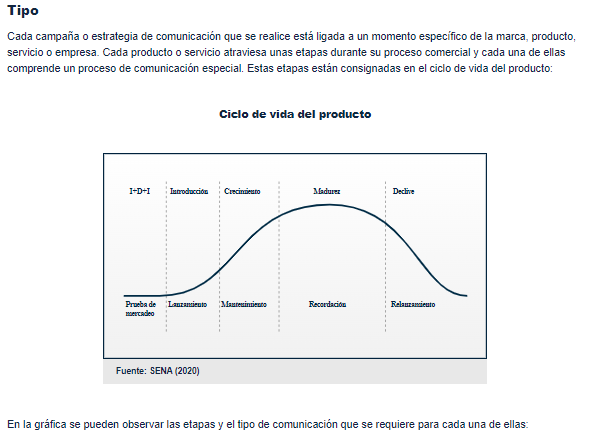 Tipo
Cada campaña o estrategia de comunicación que se realice está ligada a un momento específico de la marca, producto,
servicio o empresa. Cada producto o servicio atraviesa unas etapas durante su proceso comercial y cada una de ellas
comprende un proceso de comunicación especial. Estas etapas están consignadas en el ciclo de vida del producto:
Ciclo de vida del producto
I+D+I Introducción Crecimiento Madurez Declive
Prueba de Lanzamiento Mantenimiento Recordación Relanzamiento
mercadeo
Fuente: SENA (2020)
En la gráfica se pueden observar las etapas y el tipo de comunicación que se requiere para cada una de ellas: